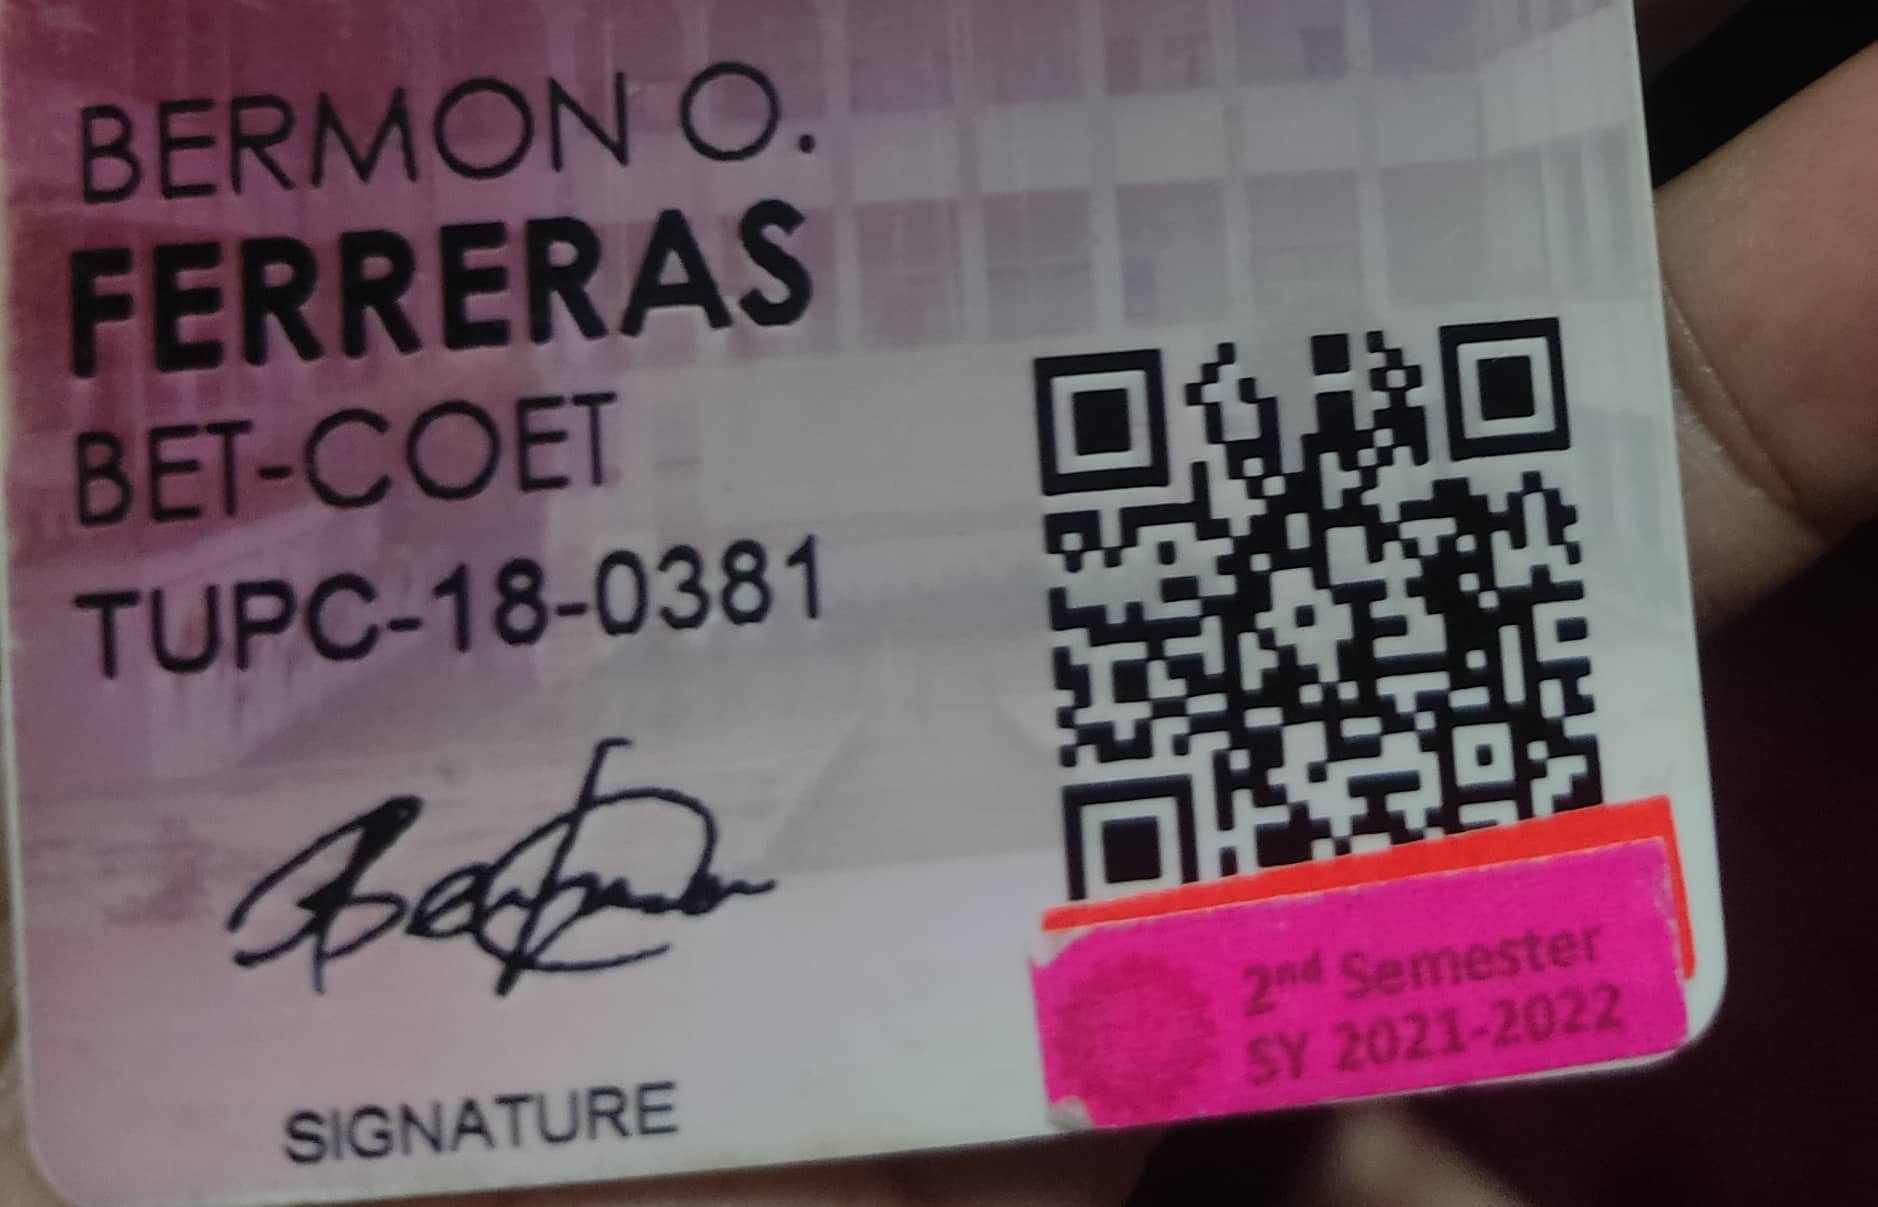 BERMON O.
FERRERAS
BET-COET
TUPC-18-0381
SIGNATURE
2nd Semester
SY 2021-2022